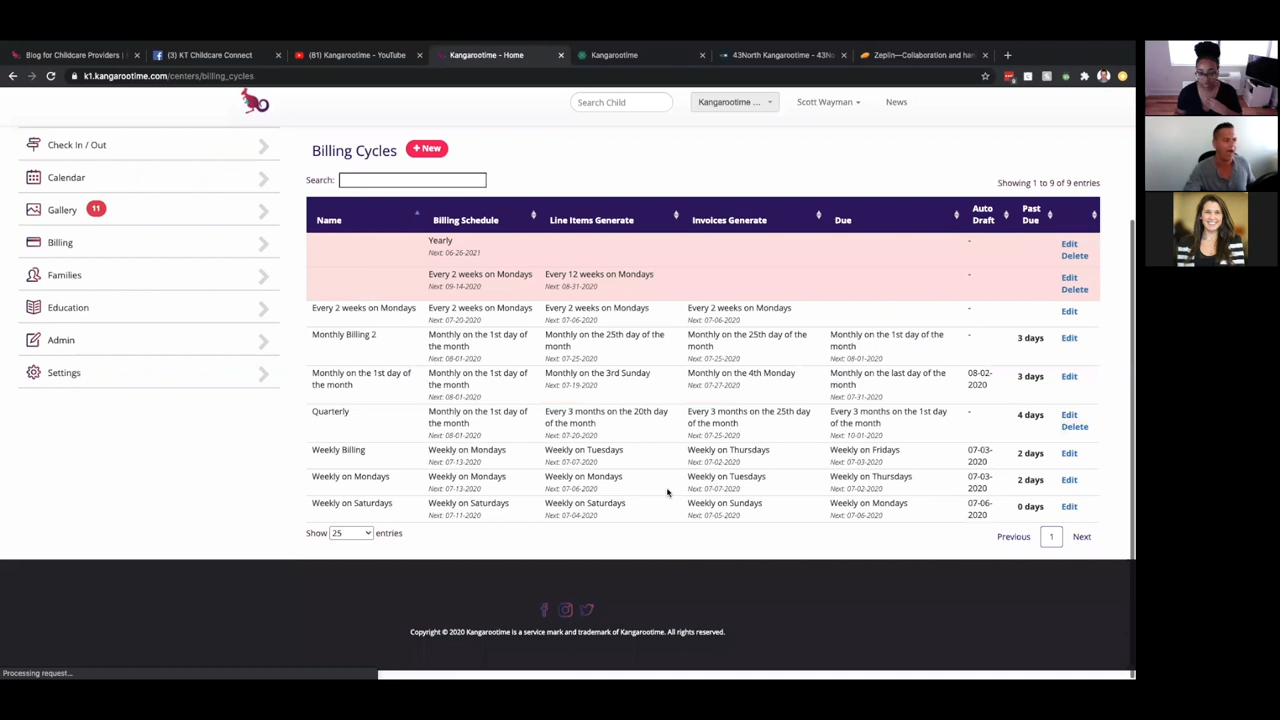 Blog for Childcare Providers |
(3) KT Childcare Connect
(81) Kangarootime - YouTube
Kangarootime - Home
Kangarootime
43North Kangarootime - 43No
Zeplin—Collaboration and han
k1.kangarootime.com/centers/billing_cycles
Search Child
Kangarootime ...
Scott Wayman
News
Check In / Out
Calendar
Gallery 11
Billing
Families
Education
Admin
Settings
Billing Cycles + New
Search:
Showing 1 to 9 of 9 entries
Name Billing Schedule Line Items Generate Invoices Generate Due Auto Draft Past Due
Yearly - Edit
Next: 06-26-2021 Delete
Every 2 weeks on Mondays Every 12 weeks on Mondays - Edit
Next: 09-14-2020 Next: 08-31-2020 Delete
Every 2 weeks on Mondays Every 2 weeks on Mondays Every 2 weeks on Mondays Every 2 weeks on Mondays - Edit
Next: 07-20-2020 Next: 07-06-2020 Next: 07-06-2020
Monthly Billing 2 Monthly on the 1st day of Monthly on the 25th day of the Monthly on the 25th day of the Monthly on the 1st day of the - 3 days Edit
the month month month month
Next: 08-01-2020 Next: 07-25-2020 Next: 07-25-2020 Next: 08-01-2020
Monthly on the 1st day of Monthly on the 1st day of Monthly on the 3rd Sunday Monthly on the 4th Monday Monthly on the last day of the 08-02- 3 days Edit
the month the month Next: 07-19-2020 Next: 07-27-2020 month 2020
Next: 08-01-2020 Next: 07-31-2020
Quarterly Monthly on the 1st day of Every 3 months on the 20th day Every 3 months on the 25th day Every 3 months on the 1st day - 4 days Edit
the month of the month of the month of the month Delete
Next: 08-01-2020 Next: 07-20-2020 Next: 07-25-2020 Next: 10-01-2020
Weekly Billing Weekly on Mondays Weekly on Tuesdays Weekly on Thursdays Weekly on Fridays 07-03- 2 days Edit
Next: 07-13-2020 Next: 07-07-2020 Next: 07-02-2020 Next: 07-03-2020 2020
Weekly on Mondays Weekly on Mondays Weekly on Mondays Weekly on Tuesdays Weekly on Thursdays 07-03- 2 days Edit
Next: 07-13-2020 Next: 07-06-2020 Next: 07-07-2020 Next: 07-02-2020 2020
Weekly on Saturdays Weekly on Saturdays Weekly on Saturdays Weekly on Sundays Weekly on Mondays 07-06- 0 days Edit
Next: 07-11-2020 Next: 07-04-2020 Next: 07-05-2020 Next: 07-06-2020 2020
Show 25 entries
Previous 1 Next
Copyright © 2020 Kangarootime is a service mark and trademark of Kangarootime. All rights reserved.
Processing request...